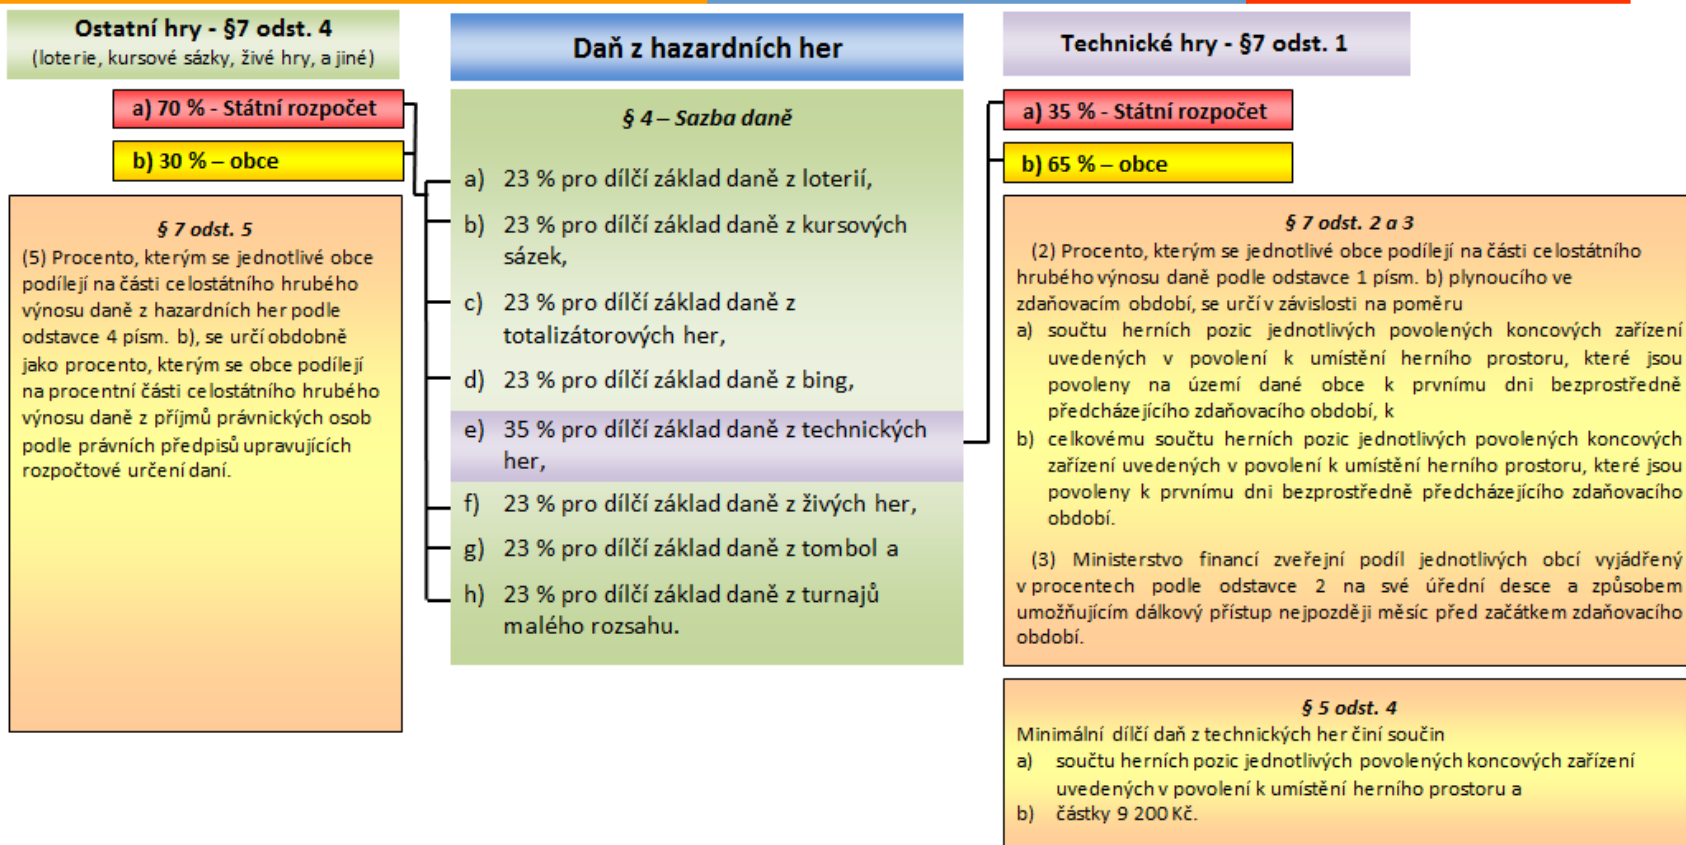 Ostatní hry - §7 odst. 4
(loterie, kursové sázky, živé hry, a jiné)
a) 70 % - Státní rozpočet
b) 30 % – obce
§ 7 odst. 5
(5) Procento, kterým se jednotlivé obce
podílejí na části celostátního hrubého
výnosu daně z hazardních her podle
odstavce 4 písm. b), se určí obdobně
jako procento, kterým se obce podílejí
na procentní části celostátního hrubého
výnosu daně z příjmů právnických osob
podle právních předpisů upravujících
rozpočtové určení daní.
Daň z hazardních her
§ 4 – Sazba daně
a) 23 % pro dílčí základ daně z loterií,
b) 23 % pro dílčí základ daně z kursových
sázek,
c) 23 % pro dílčí základ daně z
totalizátorových her,
d) 23 % pro dílčí základ daně z bing,
e) 35 % pro dílčí základ daně z technických
her,
f) 23 % pro dílčí základ daně z živých her,
g) 23 % pro dílčí základ daně z tombol a
h) 23 % pro dílčí základ daně z turnajů
malého rozsahu.
Technické hry - §7 odst. 1
a) 35 % - Státní rozpočet
b) 65 % – obce
§ 7 odst. 2 a 3
(2) Procento, kterým se jednotlivé obce podílejí na části celostátního
hrubého výnosu daně podle odstavce 1 písm. b) plynoucího ve
zdaňovacím období, se určí v závislosti na poměru
a) součtu herních pozic jednotlivých povolených koncových zařízení
uvedených v povolení k umístění herního prostoru, které jsou
povoleny na území dané obce k prvnímu dni bezprostředně
předcházejícího zdaňovacího období, k
b) celkovému součtu herních pozic jednotlivých povolených koncových
zařízení uvedených v povolení k umístění herního prostoru, které jsou
povoleny k prvnímu dni bezprostředně předcházejícího zdaňovacího
období.
(3) Ministerstvo financí zveřejní podíl jednotlivých obcí vyjádřený
v procentech podle odstavce 2 na své úřední desce a způsobem
umožňujícím dálkový přístup nejpozději měsíc před začátkem zdaňovacího
období.
§ 5 odst. 4
Minimální dílčí daň z technických her činí součin
a) součtu herních pozic jednotlivých povolených koncových zařízení
uvedených v povolení k umístění herního prostoru a
b) částky 9 200 Kč.